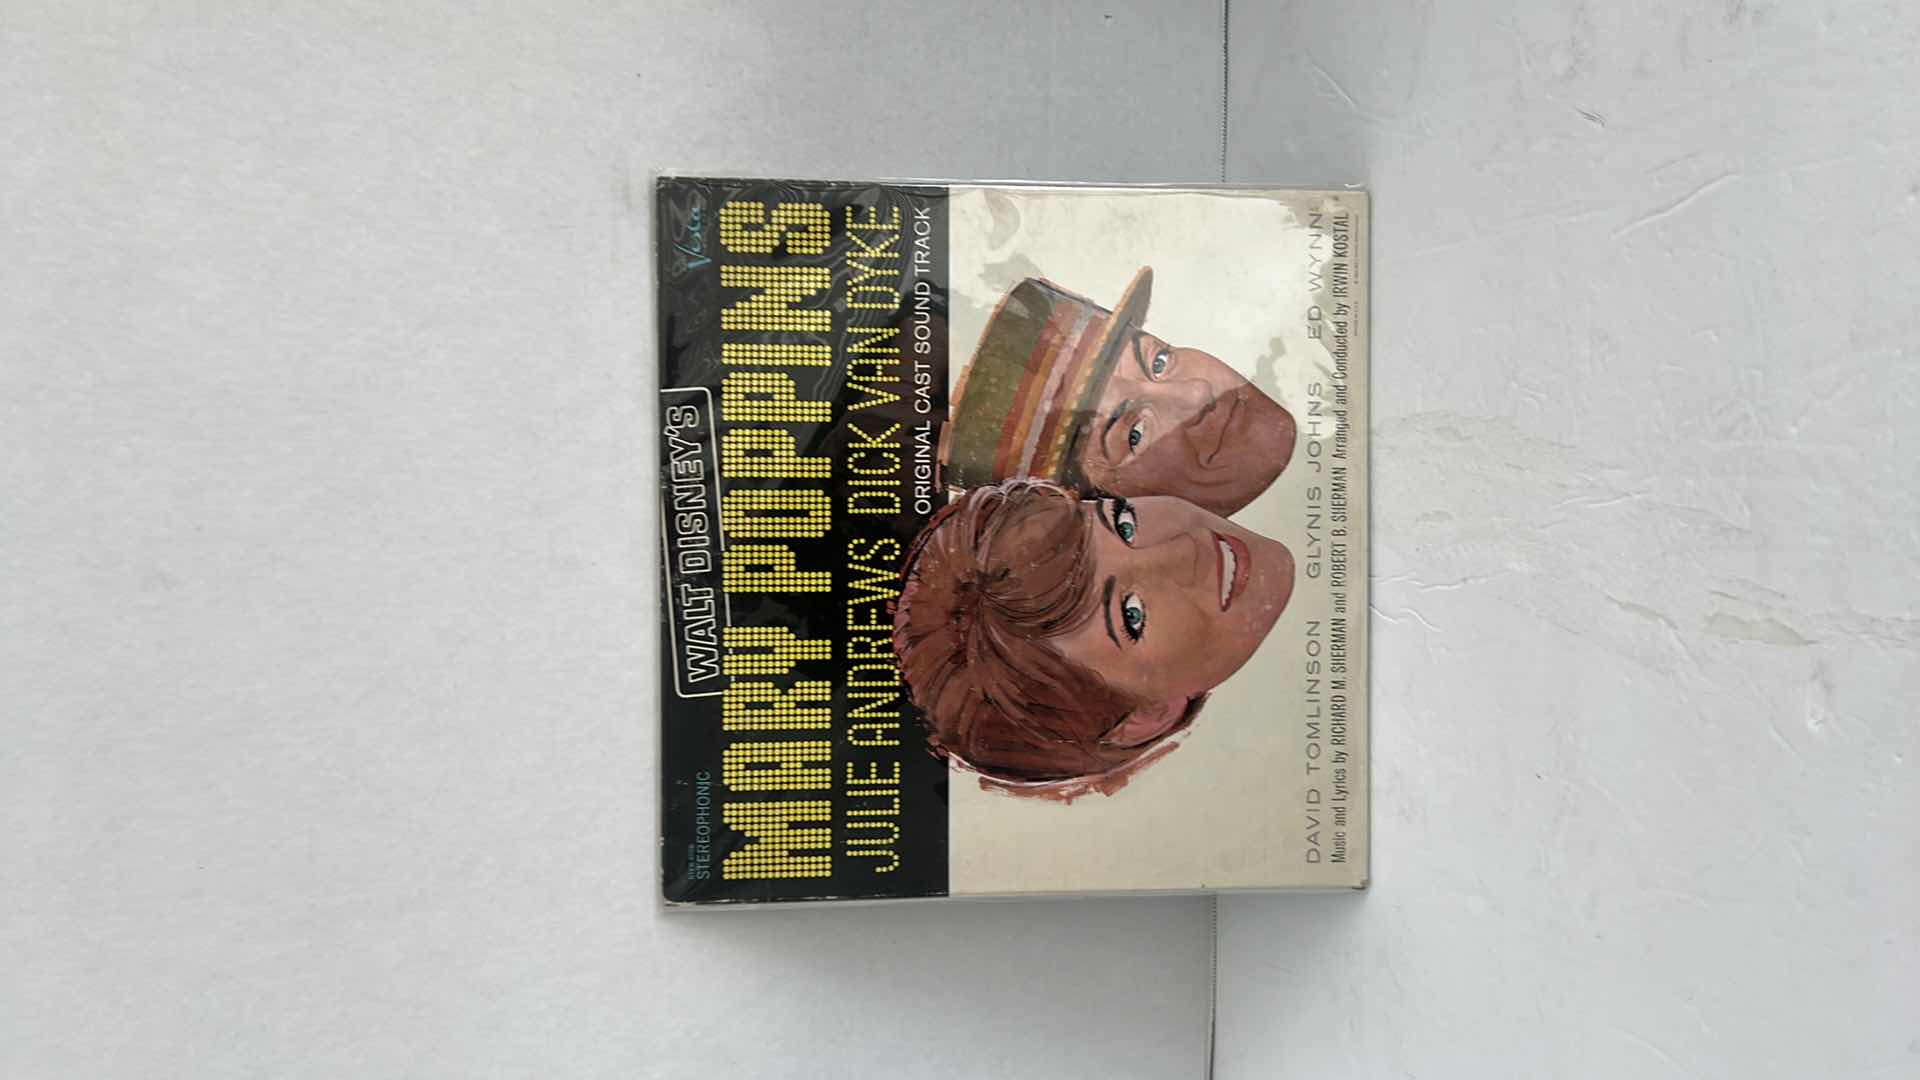 STEREOPHONIC
WALT DISNEY'S
Vista
MARY POPPINS
JULIE ANDREWS DICK VAN DYKE
ORIGINAL CAST SOUND TRACK
DAVID TOMLINSON GLYNIS JOHNS ED WYNN
Music and Lyrics by RICHARD M. SHERMAN and ROBERT B. SHERMAN Arranged and Conducted by IRWIN KOSTAL